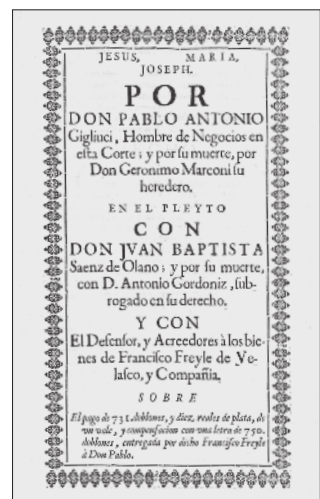 JESUS, MARIA,
JOSEPH.
POR
DON PABLO ANTONIO
Gigliuci, Hombre de Negocios en
esta Corte; y por su muerte, por
Don Geronimo Marconi su
heredero.
EN EL PLEYTO
CON
DON JVAN BAPTISTA
Saenz de Olano; y por su muerte,
con D. Antonio Gordoniz, sub-
rogado en su derecho.
Y CON
El Defensor, y Acreedores à los bie-
nes de Francisco Freyle de Ve-
lasco, y Compañia,
SOBRE
El pago de 731. doblones, y diez reales de plata, de
un vale, y compensacion con una letra de 750.
doblones, entregada por dicho Francisco Freyle
à Don Pablo.